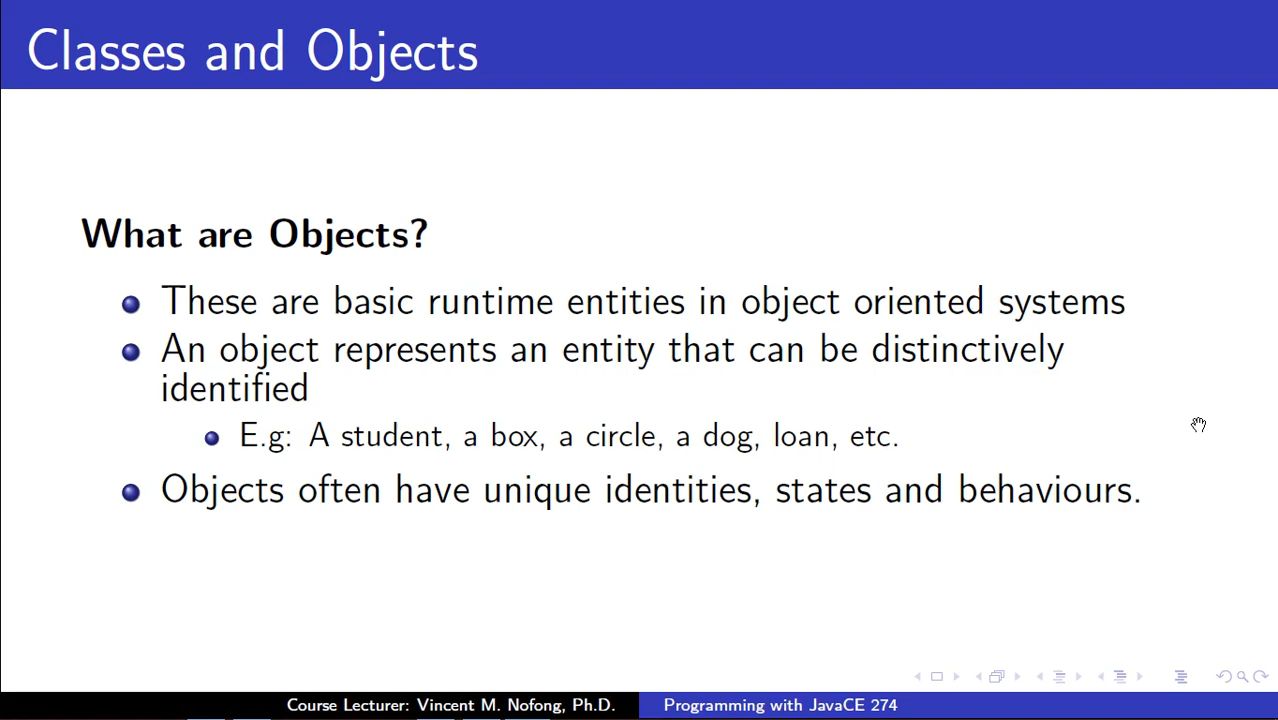 Classes and Objects
What are Objects?
These are basic runtime entities in object oriented systems
An object represents an entity that can be distinctively
identified
E.g: A student, a box, a circle, a dog, loan, etc.
Objects often have unique identities, states and behaviours.
Course Lecturer: Vincent M. Nofong, Ph.D. Programming with JavaCE 274